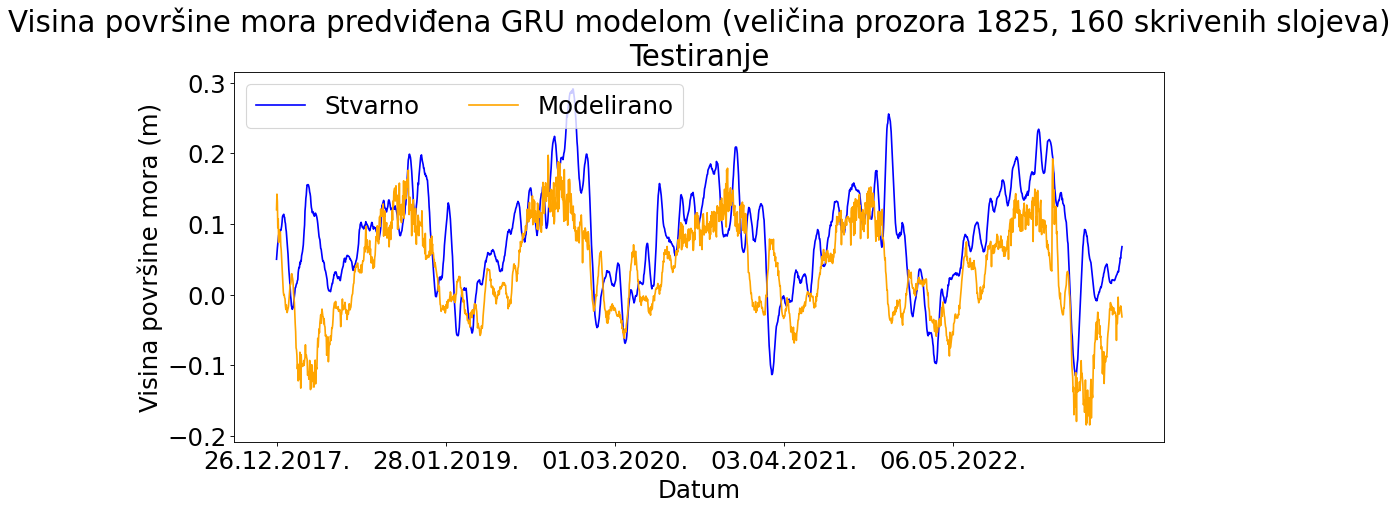 Visina površine mora predviđena GRU modelom (veličina prozora 1825, 160 skrivenih slojeva)
Testiranje
Stvarno
Modelirano
Visina površine mora (m)
0.3
0.2
0.1
0.0
−0.1
−0.2
26.12.2017.
28.01.2019.
01.03.2020.
03.04.2021.
06.05.2022.
Datum